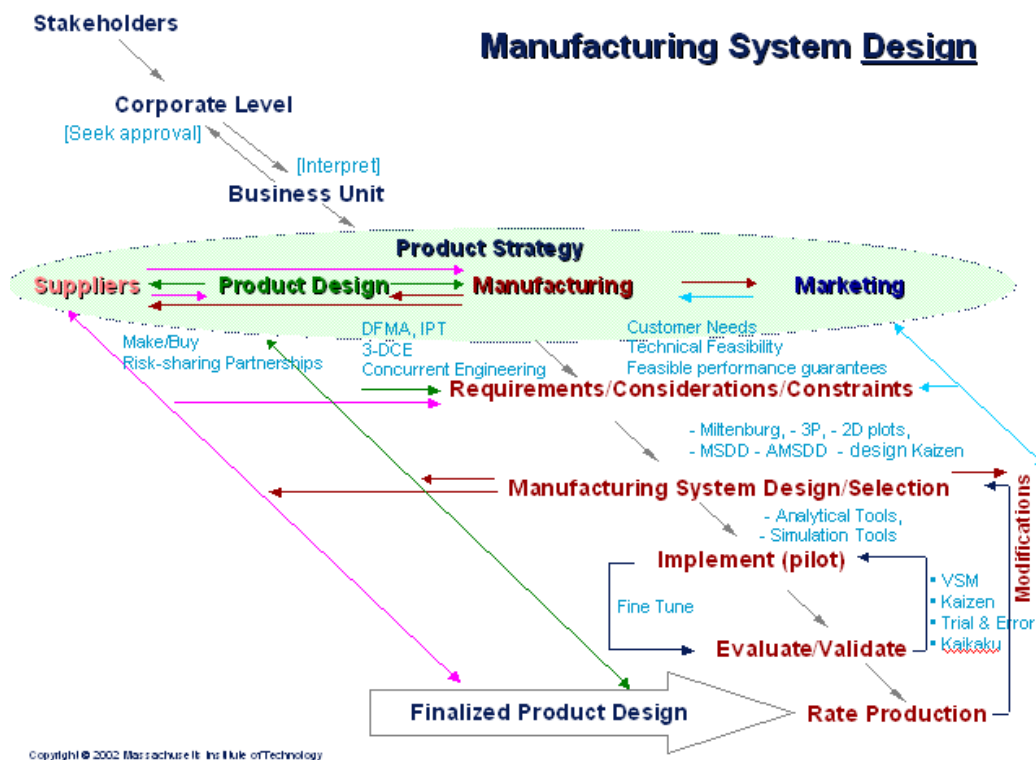 Stakeholders
Manufacturing System Design
Corporate Level
[Seek approval]
[Interpret]
Business Unit
Product Strategy
Suppliers
Product Design
Manufacturing
Marketing
Make/Buy
Risk-sharing Partnerships
DFMA, IPT
3-DCE
Concurrent Engineering
Customer Needs
Technical Feasibility
Feasible performance guarantees
Requirements/Considerations/Constraints
- Miltenburg, - 3P, - 2D plots,
- MSDD - AMSDD - design Kaizen
Manufacturing System Design/Selection
- Analytical Tools,
- Simulation Tools
Modifications
Implement (pilot)
Fine Tune
▪ VSM
▪ Kaizen
▪ Trial & Error
▪ Kaikaku
Evaluate/Validate
Finalized Product Design
Rate Production
Copyright © 2002 Massachusetts Institute of Technology